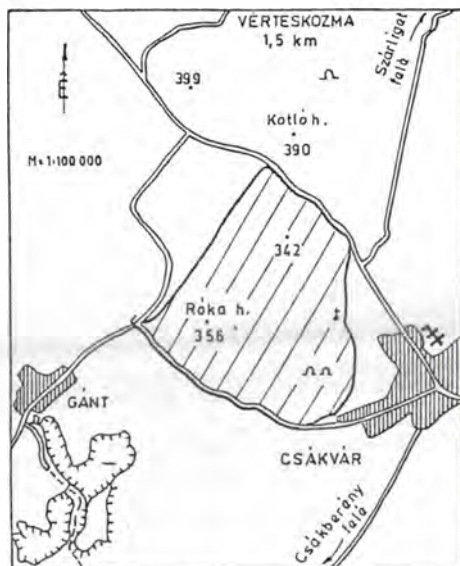 VÉRTESKOZMA
1,5 km
399
Szárliget
felé
É
Kotló h.
390
M=1:100 000
342
Róka h.
356
GÁNT
CSÁKVÁR
Csákberény
felé